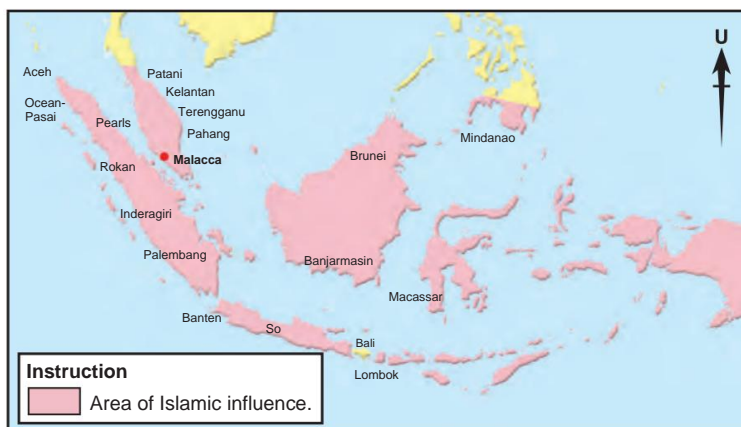 U
Aceh
Patani
Kelantan
Ocean-
Pasai
Terengganu
Pearls
Pahang
Mindanao
Malacca
Brunei
Rokan
Inderagiri
Palembang
Banjarmasin
Macassar
Banten
So
Bali
Lombok
Instruction
Area of Islamic influence.